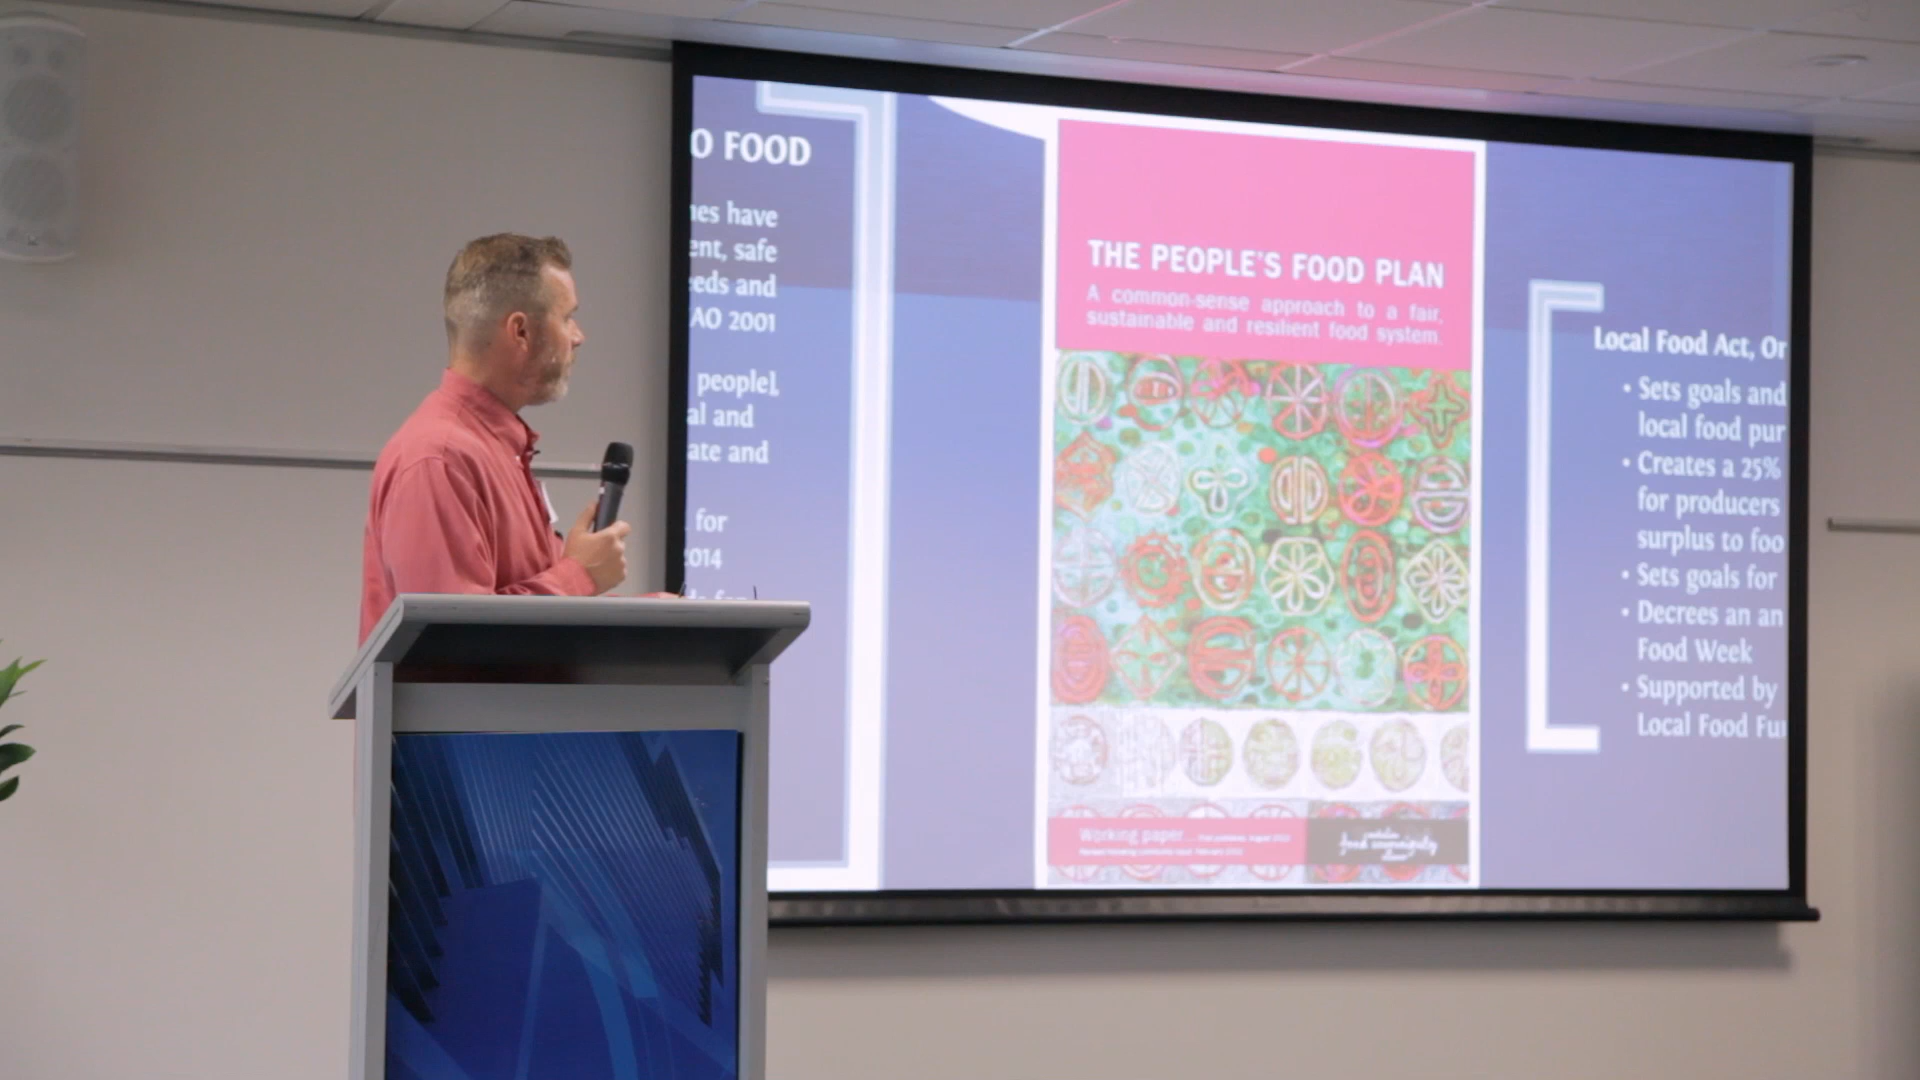 O FOOD
nes have
ent, safe
eeds and
AO 2001
people],
al and
ate and
for
2014
THE PEOPLE'S FOOD PLAN
A common-sense approach to a fair,
sustainable and resilient food system.
Working paper
food sovereignty
Local Food Act, Or
• Sets goals and
local food pur
• Creates a 25%
for producers
surplus to foo
• Sets goals for
• Decrees an an
Food Week
• Supported by
Local Food Fu